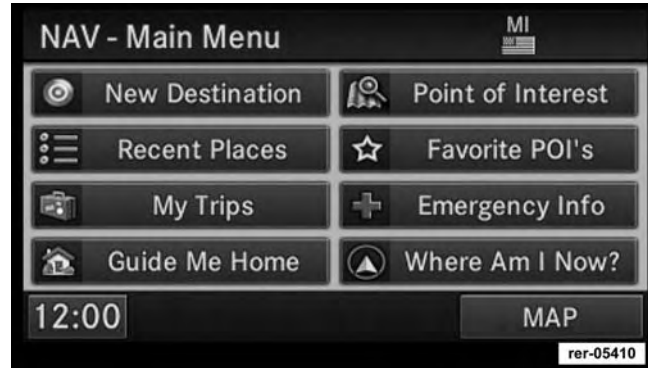 NAV - Main Menu
MI
New Destination
Point of Interest
Recent Places
Favorite POI's
My Trips
Emergency Info
Guide Me Home
Where Am I Now?
12:00
MAP
rer-05410